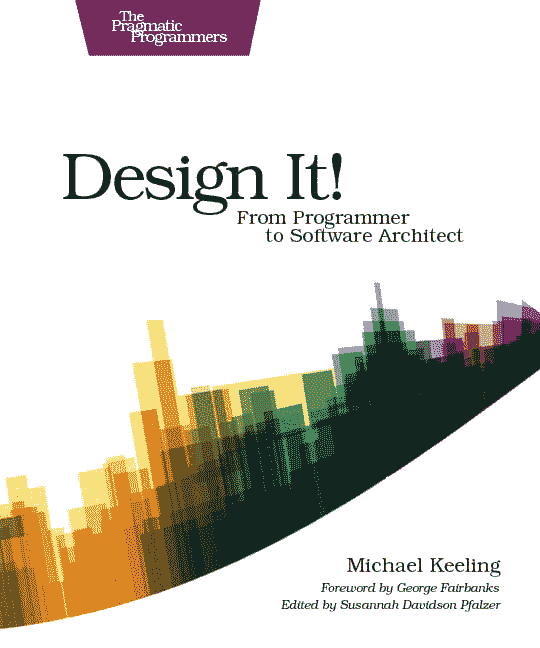 The
Pragmatic
Programmers
Design It!
From Programmer
to Software Architect
Michael Keeling
Foreword by George Fairbanks
Edited by Susannah Davidson Pfalzer